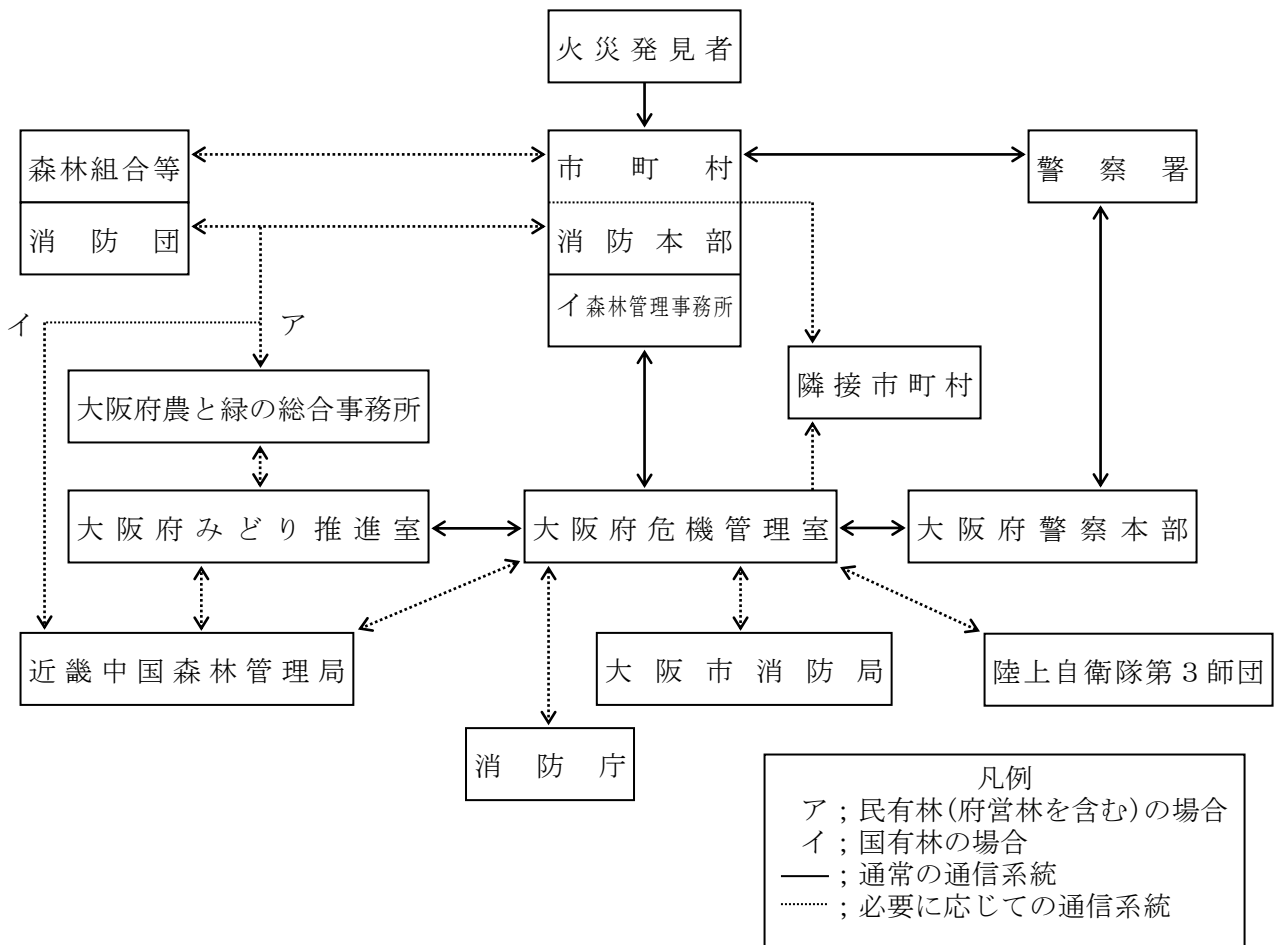 火災発見者
森林組合等
市町村
警察署
消防団
消防本部
イ森林管理事務所
イ
ア
隣接市町村
大阪府農と緑の総合事務所
大阪府みどり推進室
大阪府危機管理室
大阪府警察本部
近畿中国森林管理局
大阪市消防局
陸上自衛隊第３師団
消防庁
凡例
ア；民有林(府営林を含む)の場合
イ；国有林の場合
；通常の通信系統
；必要に応じての通信系統